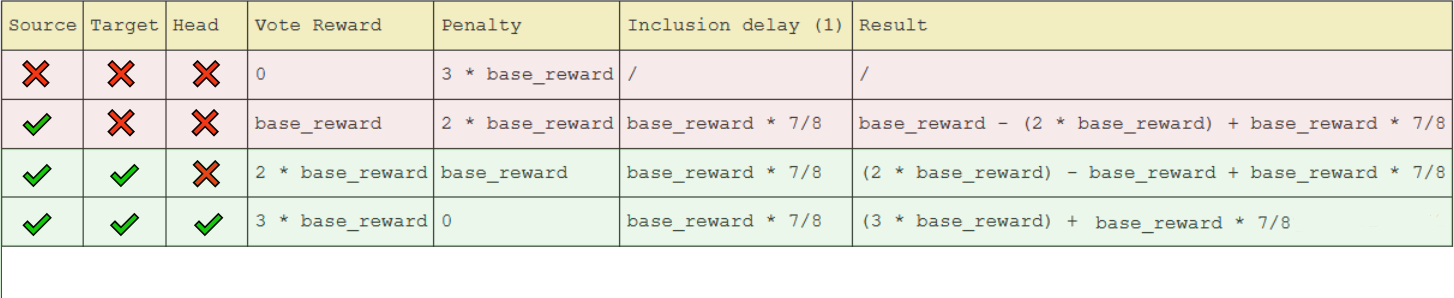 Source Target Head Vote Reward Penalty Inclusion delay (1) Result
0 3 * base_reward / /
base_reward 2 * base_reward base_reward * 7/8 base_reward - (2 * base_reward) + base_reward * 7/8
2 * base_reward base_reward base_reward * 7/8 (2 * base_reward) - base_reward + base_reward * 7/8
3 * base_reward 0 base_reward * 7/8 (3 * base_reward) + base_reward * 7/8